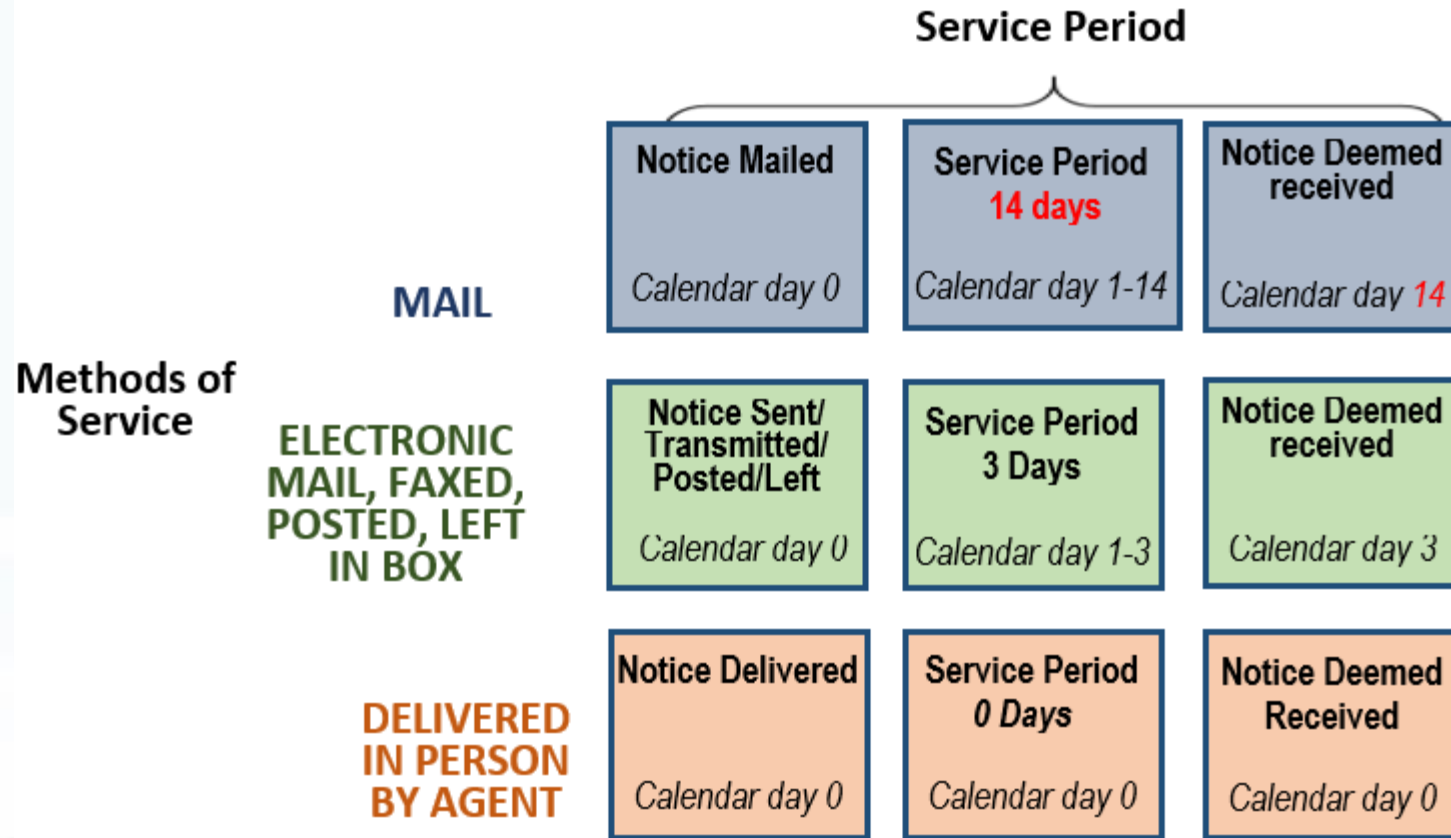 Service Period
Notice Mailed
Calendar day 0
Service Period
14 days
Calendar day 1-14
Notice Deemed
received
Calendar day 14
MAIL
Methods of
Service
ELECTRONIC
MAIL, FAXED,
POSTED, LEFT
IN BOX
Notice Sent/
Transmitted/
Posted/Left
Calendar day 0
Service Period
3 Days
Calendar day 1-3
Notice Deemed
received
Calendar day 3
DELIVERED
IN PERSON
BY AGENT
Notice Delivered
Calendar day 0
Service Period
0 Days
Calendar day 0
Notice Deemed
Received
Calendar day 0